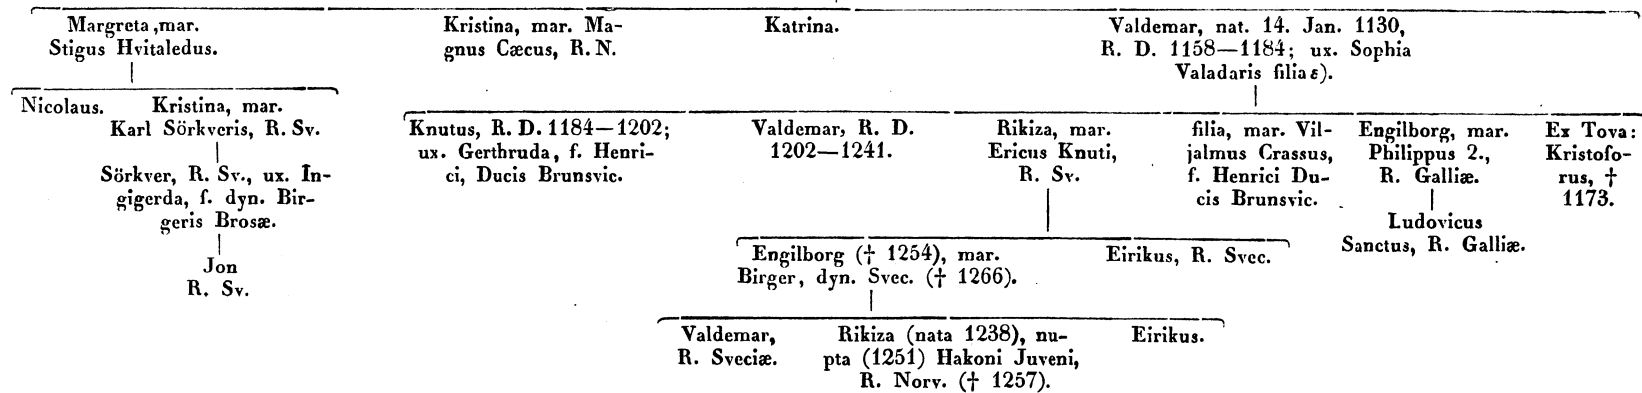 Margreta, mar.
Stigus Hvitaledus.
Kristina, mar. Ma-
gnus Cæcus, R. N.
Katrina.
Valdemar, nat. 14. Jan. 1130,
R. D. 1158—1184; ux. Sophia
Valadaris filia ε).
Nicolaus.
Kristina, mar.
Karl Sörkveris, R. Sv.
Sörkver, R. Sv., ux. In-
gigerda, f. dyn. Bir-
geris Brosæ.
Jon
R. Sv.
Knutus, R. D. 1184—1202;
ux. Gerthruda, f. Henri-
ci, Ducis Brunsvic.
Valdemar, R. D.
1202—1241.
Rikiza, mar.
Ericus Knuti,
R. Sv.
filia, mar. Vil-
jalmus Crassus,
f. Henrici Du-
cis Brunsvic.
Engilborg, mar.
Philippus 2.,
R. Galliæ.
Ludovicus
Sanctus, R. Galliæ.
Ex Tova:
Kristofo-
rus, †
1173.
Engilborg († 1254), mar.
Birger, dyn. Svec. († 1266).
Eirikus, R. Svec.
Valdemar,
R. Sveciæ.
Rikiza (nata 1238), nu-
pta (1251) Hakoni Juveni,
R. Norv. († 1257).
Eirikus.